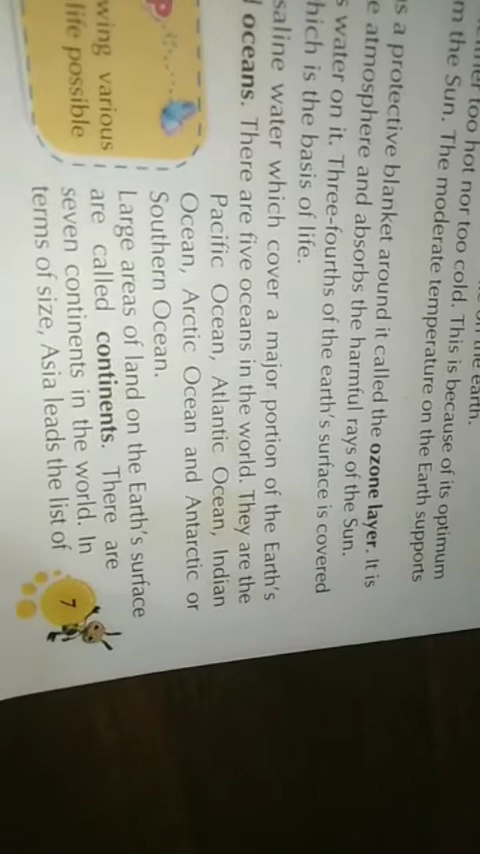 too hot nor too cold. This is because of its optimum
m the Sun. The moderate temperature on the Earth supports
a protective blanket around it called the ozone layer. It is
e atmosphere and absorbs the harmful rays of the Sun.
s water on it. Three-fourths of the earth's surface is covered
hich is the basis of life.
saline water which cover a major portion of the Earth's
oceans. There are five oceans in the world. They are the
Pacific Ocean, Atlantic Ocean, Indian
Ocean, Arctic Ocean and Antarctic or
Southern Ocean.
Large areas of land on the Earth's surface
are called continents. There are
seven continents in the world. In
terms of size, Asia leads the list of
wing various
life possible
7